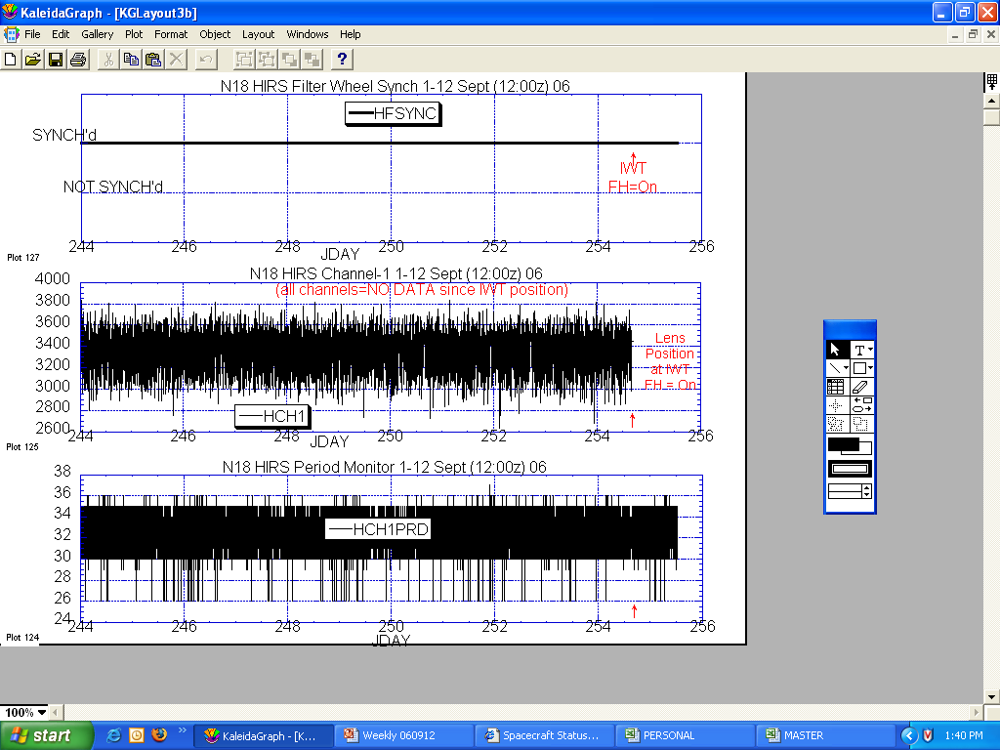 KaleidaGraph - [KGLayout3b]
File Edit Gallery Plot Format Object Layout Windows Help
N18 HIRS Filter Wheel Synch 1-12 Sept (12:00z) 06
HFSYNC
SYNCH'd
IWT
FH=On
NOT SYNCH'd
244 246 248 250 252 254 256
JDAY
Plot 127
N18 HIRS Channel-1 1-12 Sept (12:00z) 06
(all channels=NO DATA since IWT position)
4000
3800
3600
3400
3200
3000
2800
2600
Lens
Position
at IWT
FH = On
HCH1
244 246 248 250 252 254 256
JDAY
Plot 125
N18 HIRS Period Monitor 1-12 Sept (12:00z) 06
38
36
34
32
30
28
26
24
HCH1PRD
244 246 248 250 252 254 256
JDAY
Plot 124
T
100%
start KaleidaGraph - [K... Weekly 060912 Spacecraft Status... PERSONAL MASTER 1:40 PM